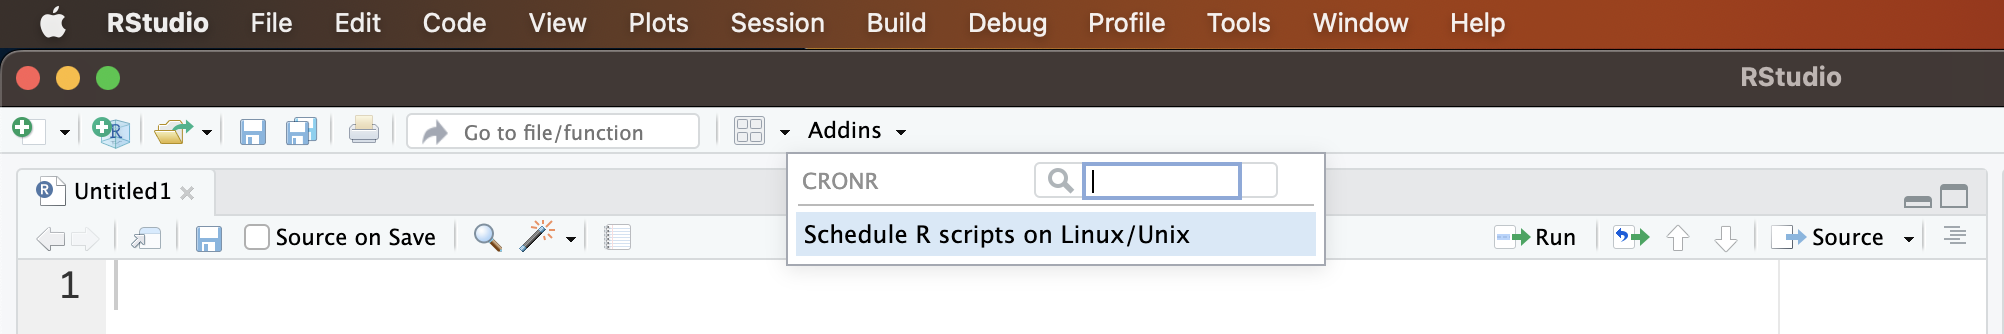 RStudio File Edit Code View Plots Session Build Debug Profile Tools Window Help
RStudio
R Go to file/function Addins
CRONR
R Untitled1
Schedule R scripts on Linux/Unix
Source on Save Run Source
1